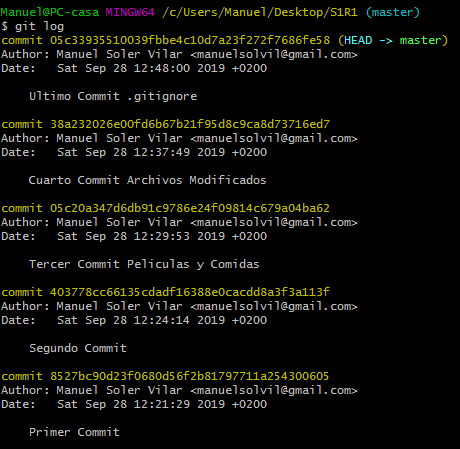 Manuel@PC-casa MINGW64 /c/Users/Manuel/Desktop/S1R1 (master)
$ git log
commit 05c33935510039fbbe4c10d7a23f272f7686fe58 (HEAD -> master)
Author: Manuel Soler Vilar <manuelsolvil@gmail.com>
Date:   Sat Sep 28 12:48:00 2019 +0200

    Ultimo Commit .gitignore

commit 38a232026e00fd6b67b21f95d8c9ca8d73716ed7
Author: Manuel Soler Vilar <manuelsolvil@gmail.com>
Date:   Sat Sep 28 12:37:49 2019 +0200

    Cuarto Commit Archivos Modificados

commit 05c20a347d6db91c9786e24f09814c679a04ba62
Author: Manuel Soler Vilar <manuelsolvil@gmail.com>
Date:   Sat Sep 28 12:29:53 2019 +0200

    Tercer Commit Peliculas y Comidas

commit 403778cc66135cdadf16388e0cacdd8a3f3a113f
Author: Manuel Soler Vilar <manuelsolvil@gmail.com>
Date:   Sat Sep 28 12:24:14 2019 +0200

    Segundo Commit

commit 8527bc90d23f0680d56f2b81797711a254300605
Author: Manuel Soler Vilar <manuelsolvil@gmail.com>
Date:   Sat Sep 28 12:21:29 2019 +0200

    Primer Commit